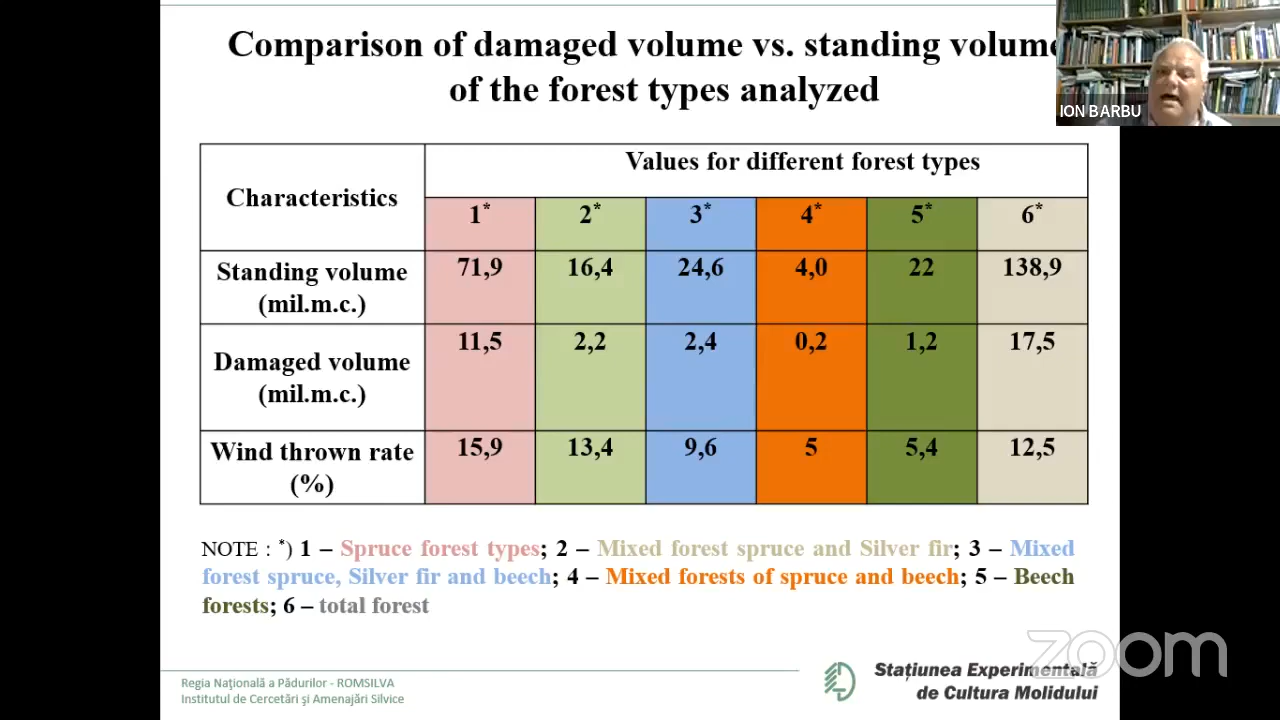 Comparison of damaged volume vs. standing volume
of the forest types analyzed
ION BARBU
Characteristics
Values for different forest types
1* 2* 3* 4* 5* 6*
Standing volume (mil.m.c.) 71,9 16,4 24,6 4,0 22 138,9
Damaged volume (mil.m.c.) 11,5 2,2 2,4 0,2 1,2 17,5
Wind thrown rate (%) 15,9 13,4 9,6 5 5,4 12,5
NOTE : *) 1 – Spruce forest types; 2 – Mixed forest spruce and Silver fir; 3 – Mixed
forest spruce, Silver fir and beech; 4 – Mixed forests of spruce and beech; 5 – Beech
forests; 6 – total forest
zoom
Regia Naţională a Pădurilor - ROMSILVA
Institutul de Cercetări şi Amenajări Silvice
Stațiunea Experimentală
de Cultura Molidului